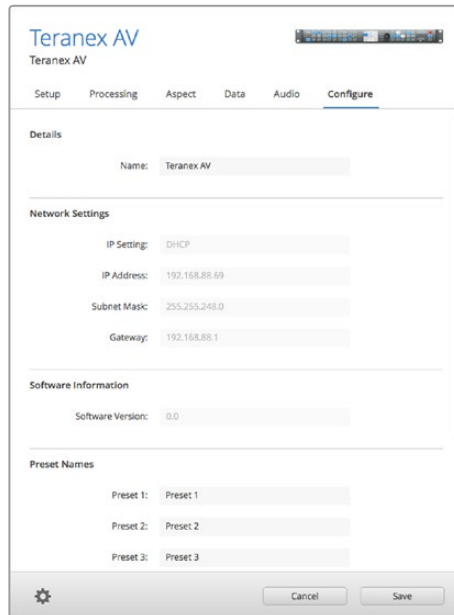 Teranex AV
Teranex AV
Setup Processing Aspect Data Audio Configure
Details
Name: Teranex AV
Network Settings
IP Setting: DHCP
IP Address: 192.168.88.69
Subnet Mask: 255.255.248.0
Gateway: 192.168.88.1
Software Information
Software Version: 0.0
Preset Names
Preset 1: Preset 1
Preset 2: Preset 2
Preset 3: Preset 3
Cancel Save